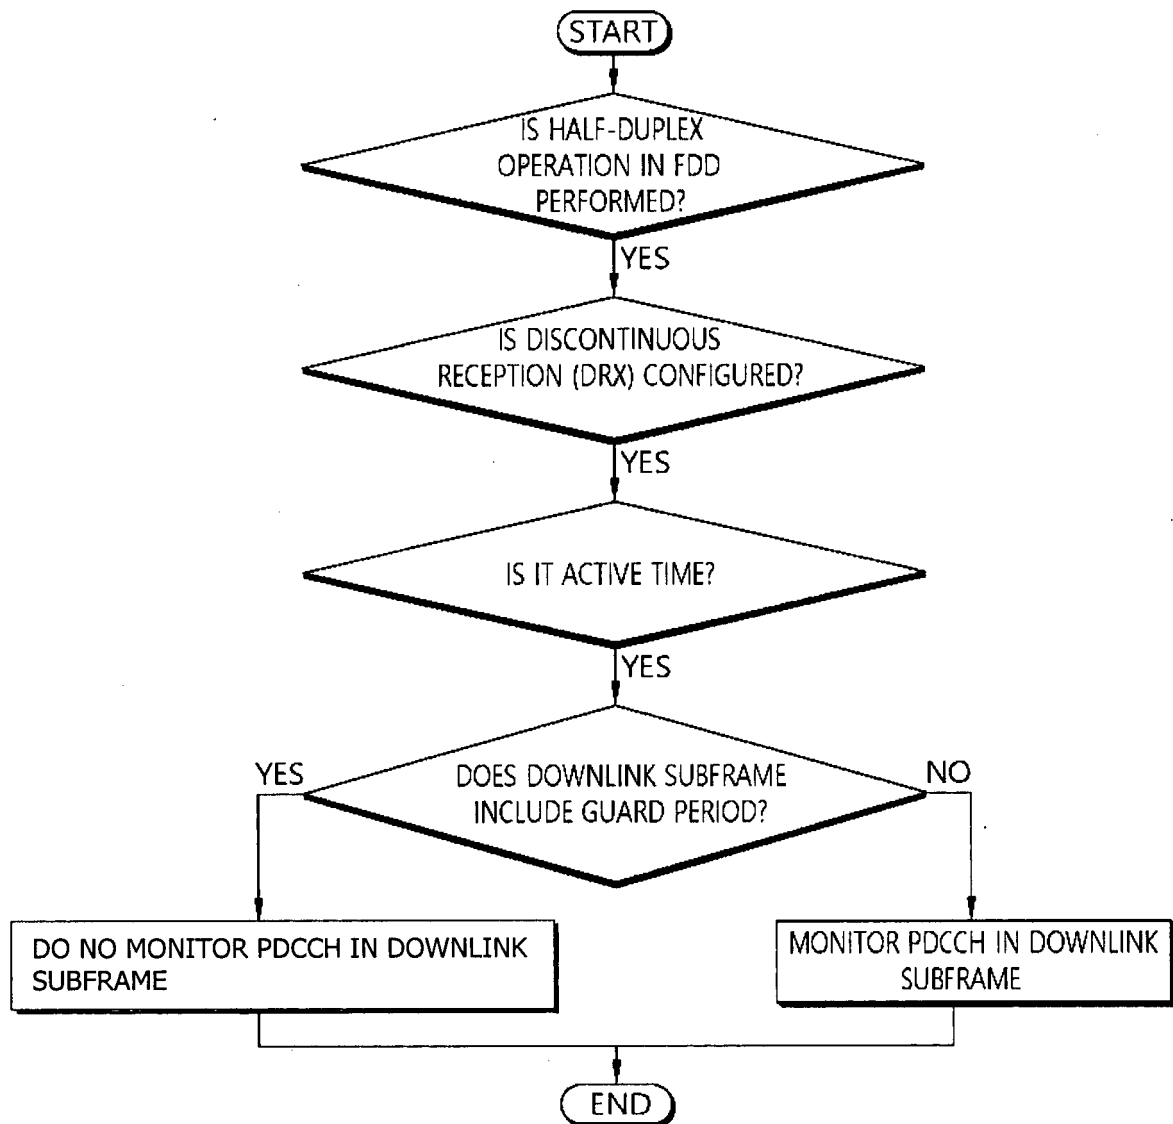 START
IS HALF-DUPLEX
OPERATION IN FDD
PERFORMED?
YES
IS DISCONTINUOUS
RECEPTION (DRX) CONFIGURED?
YES
IS IT ACTIVE TIME?
YES
DOES DOWNLINK SUBFRAME
INCLUDE GUARD PERIOD?
YES
NO
DO NO MONITOR PDCCH IN DOWNLINK
SUBFRAME
MONITOR PDCCH IN DOWNLINK
SUBFRAME
END